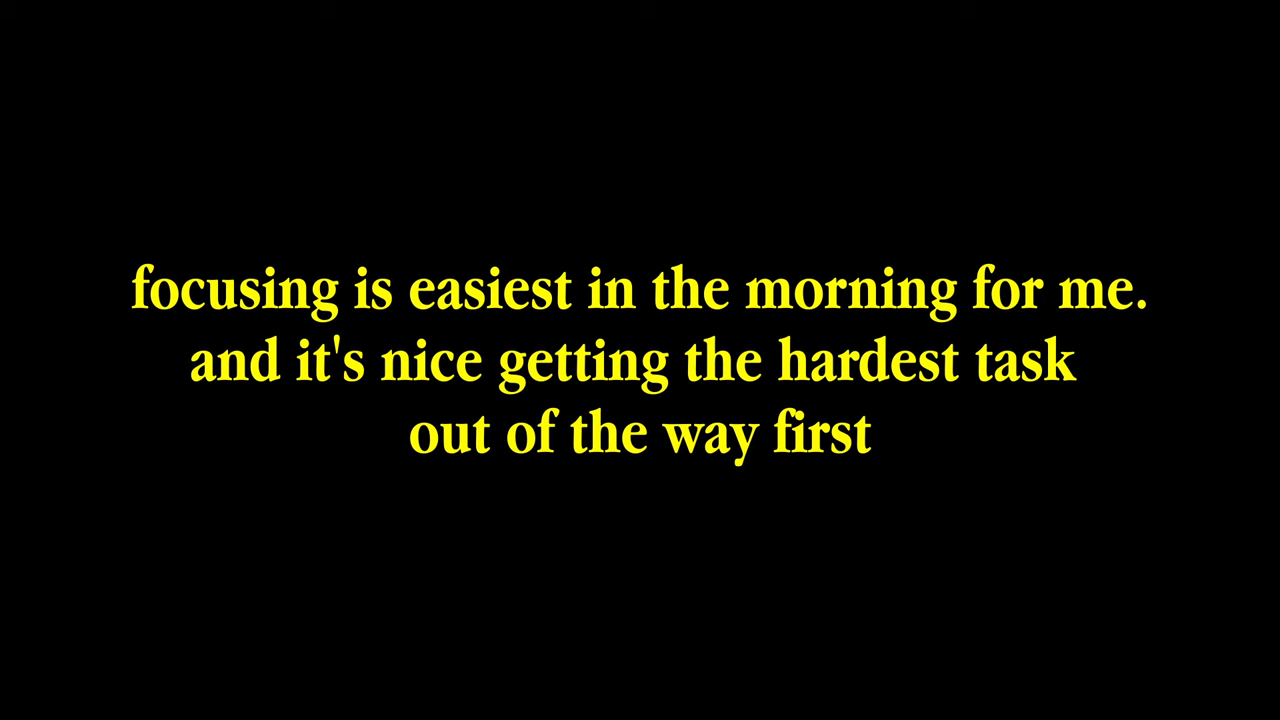 focusing is easiest in the morning for me.
and it's nice getting the hardest task
out of the way first